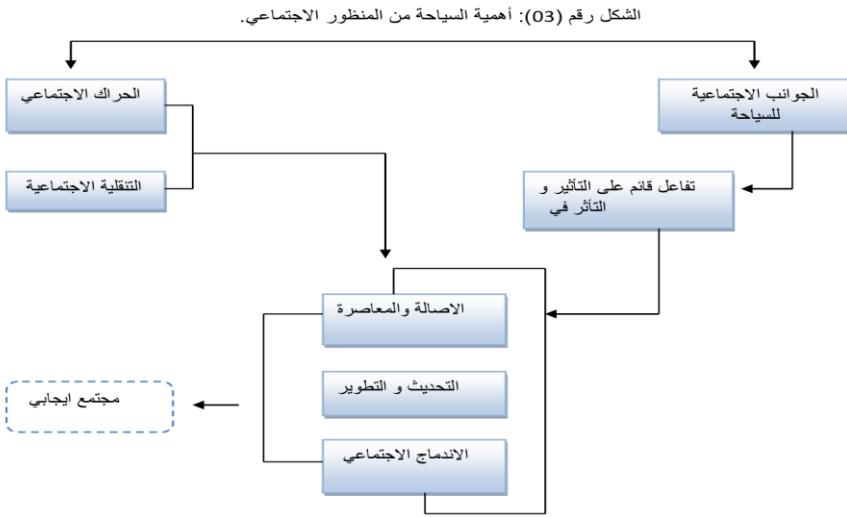 الشكل رقم (03): أهمية السياحة من المنظور الاجتماعي.
الجوانب الاجتماعية
للسياحة
الحراك الاجتماعي
التنقلية الاجتماعية
تفاعل قائم على التأثير و
التأثر في
الاصالة والمعاصرة
التحديث و التطوير
الاندماج الاجتماعي
مجتمع ايجابي